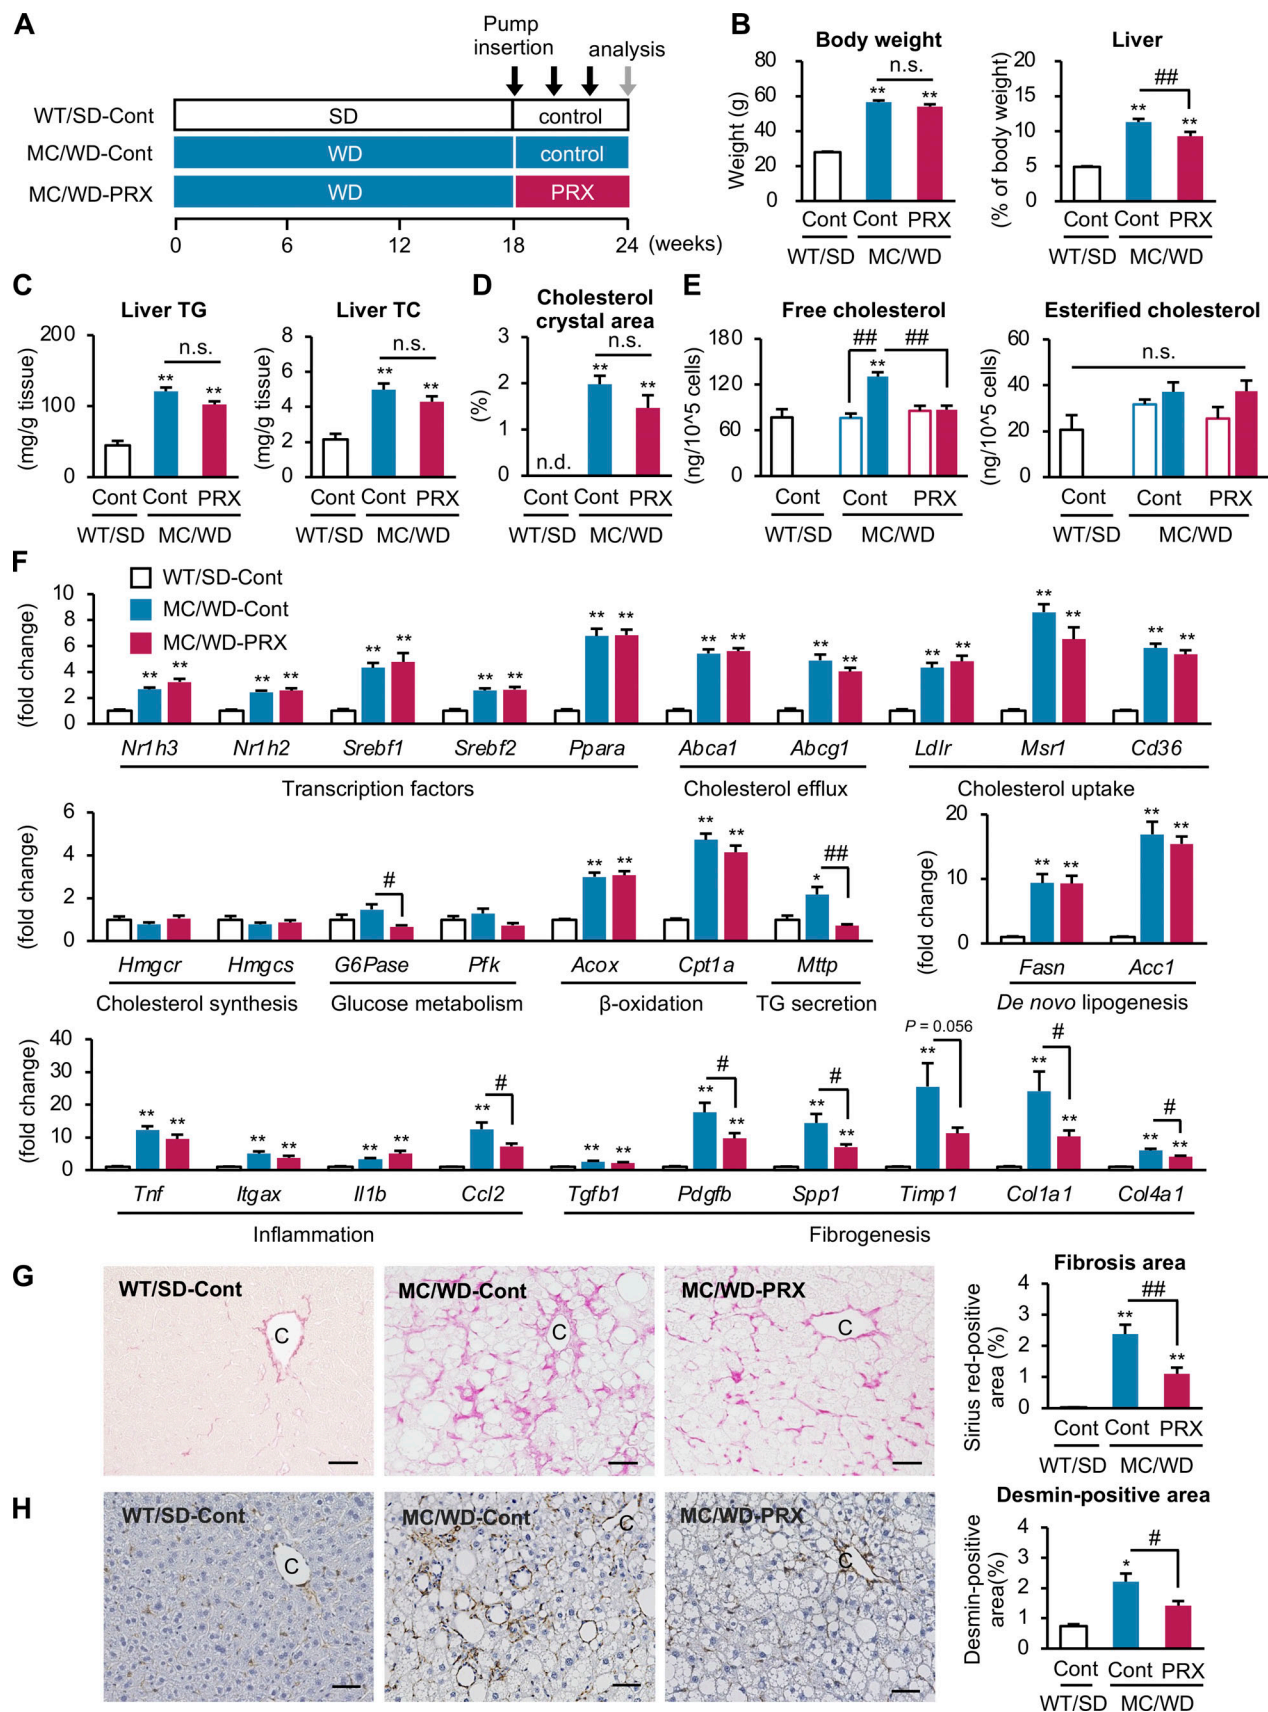 A
Pump
insertion
analysis
WT/SD-Cont
SD
control
MC/WD-Cont
WD
control
MC/WD-PRX
WD
PRX
0 6 12 18 24 (weeks)
B
Body weight
Weight (g)
80
60
40
20
0
n.s.
** **
Cont Cont PRX
WT/SD MC/WD
Liver
(% of body weight)
20
15
10
5
0
##
** **
Cont Cont PRX
WT/SD MC/WD
C
Liver TG
(mg/g tissue)
200
100
0
n.s.
** **
Cont Cont PRX
WT/SD MC/WD
Liver TC
(mg/g tissue)
8
6
4
2
0
n.s.
** **
Cont Cont PRX
WT/SD MC/WD
D
Cholesterol
crystal area
(%)
3
2
1
0
n.s.
** **
n.d.
Cont Cont PRX
WT/SD MC/WD
E
Free cholesterol
(ng/10^5 cells)
180
120
60
0
## ##
**
Cont Cont PRX
WT/SD MC/WD
Esterified cholesterol
(ng/10^5 cells)
60
40
20
0
n.s.
Cont Cont PRX
WT/SD MC/WD
F
WT/SD-Cont
MC/WD-Cont
MC/WD-PRX
(fold change)
10
8
6
4
2
0
** ** ** ** ** ** ** ** ** ** ** ** ** ** ** ** ** ** ** **
Nr1h3 Nr1h2 Srebf1 Srebf2 Ppara Abca1 Abcg1 Ldlr Msr1 Cd36
Transcription factors Cholesterol efflux Cholesterol uptake
(fold change)
6
4
2
0
# ** ** ** ** * ##
Hmgcr Hmgcs G6Pase Pfk Acox Cpt1a Mttp
Cholesterol synthesis Glucose metabolism β-oxidation TG secretion
(fold change)
20
10
0
** ** ** **
Fasn Acc1
De novo lipogenesis
(fold change)
40
30
20
10
0
** ** ** ** ** ** ** # ** ** ** # ** ** # ** P = 0.056 ** # ** ** # **
Tnf Itgax Il1b Ccl2 Tgfb1 Pdgfb Spp1 Timp1 Col1a1 Col4a1
Inflammation Fibrogenesis
G
WT/SD-Cont
C
MC/WD-Cont
C
MC/WD-PRX
C
Fibrosis area
Sirius red-positive
area (%)
4
3
2
1
0
##
** **
Cont Cont PRX
WT/SD MC/WD
H
WT/SD-Cont
C
MC/WD-Cont
C
MC/WD-PRX
C
Desmin-positive area
Desmin-positive
area(%)
4
3
2
1
0
#
*
Cont Cont PRX
WT/SD MC/WD